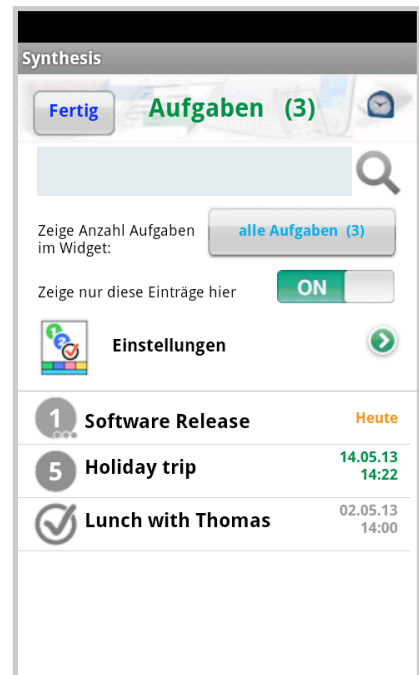 Synthesis
Fertig
Aufgaben (3)
Zeige Anzahl Aufgaben
im Widget:
alle Aufgaben (3)
Zeige nur diese Einträge hier
ON
1
2
Einstellungen
1
Software Release
Heute
5
Holiday trip
14.05.13
14:22
Lunch with Thomas
02.05.13
14:00